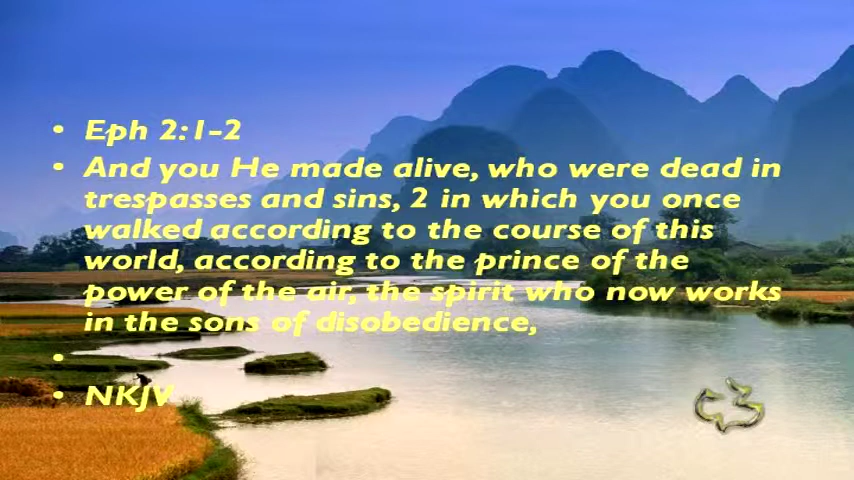 • Eph 2:1-2
• And you He made alive, who were dead in
trespasses and sins, 2 in which you once
walked according to the course of this
world, according to the prince of the
power of the air, the spirit who now works
in the sons of disobedience,
•
• NKJV